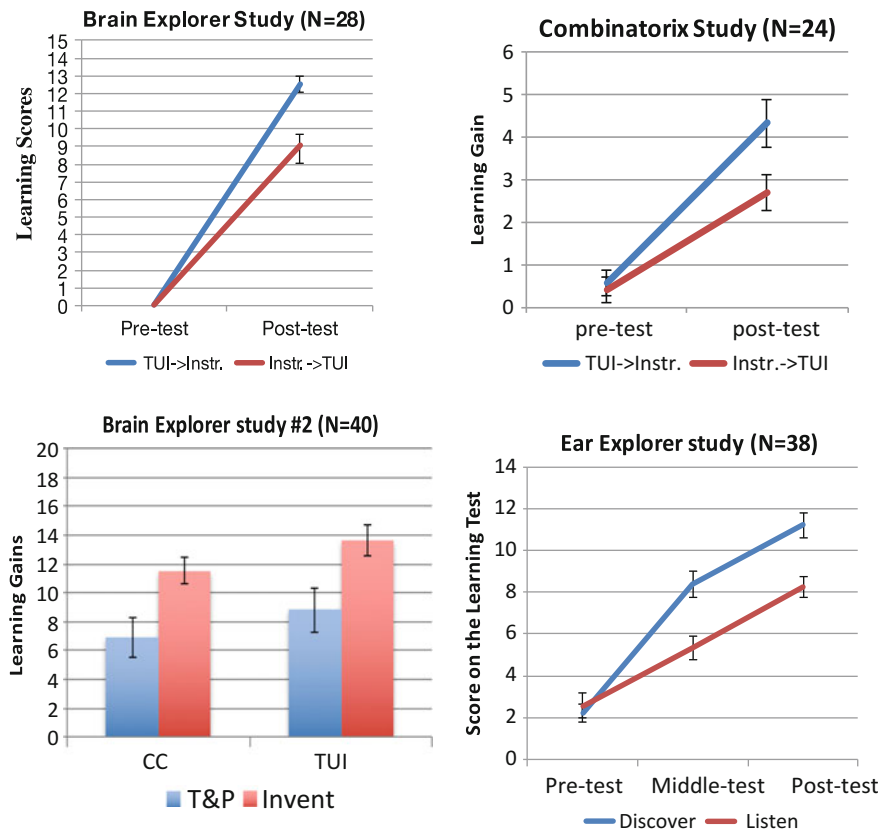 Brain Explorer Study (N=28)
Learning Scores
15
14
13
12
11
10
9
8
7
6
5
4
3
2
1
0
Pre-test Post-test
TUI->Instr. Instr.->TUI
Combinatorix Study (N=24)
Learning Gain
6
5
4
3
2
1
0
pre-test post-test
TUI->Instr. Instr.->TUI
Brain Explorer study #2 (N=40)
Learning Gains
20
18
16
14
12
10
8
6
4
2
0
CC TUI
T&P Invent
Ear Explorer study (N=38)
Score on the Learning Test
14
12
10
8
6
4
2
0
Pre-test Middle-test Post-test
Discover Listen